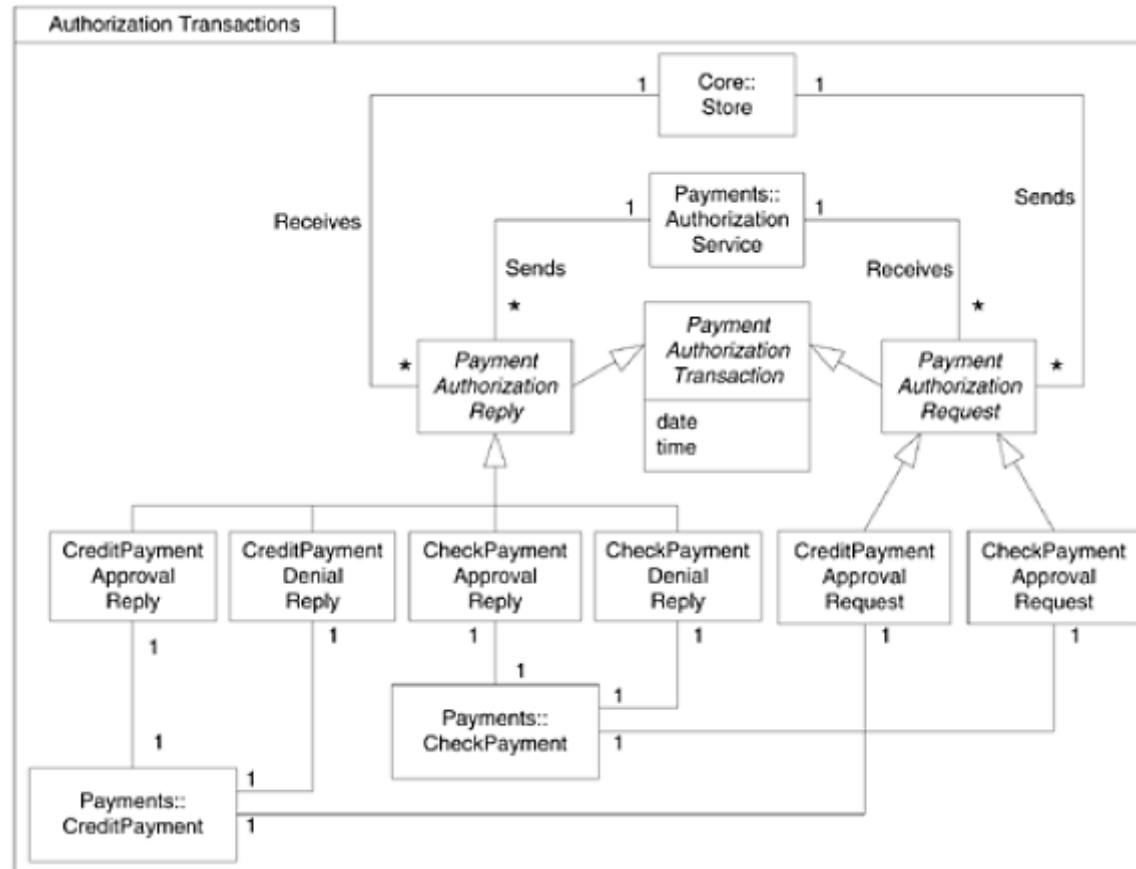 Authorization Transactions
1
Core::
Store
1
Receives
Sends
1
Payments::
Authorization
Service
1
Sends
Receives
*
*
*
Payment
Authorization
Reply
Payment
Authorization
Transaction
date
time
Payment
Authorization
Request
*
CreditPayment
Approval
Reply
CreditPayment
Denial
Reply
CheckPayment
Approval
Reply
CheckPayment
Denial
Reply
CreditPayment
Approval
Request
CheckPayment
Approval
Request
1
1
1
1
1
1
1
1
1
Payments::
CheckPayment
1
1
1
Payments::
CreditPayment